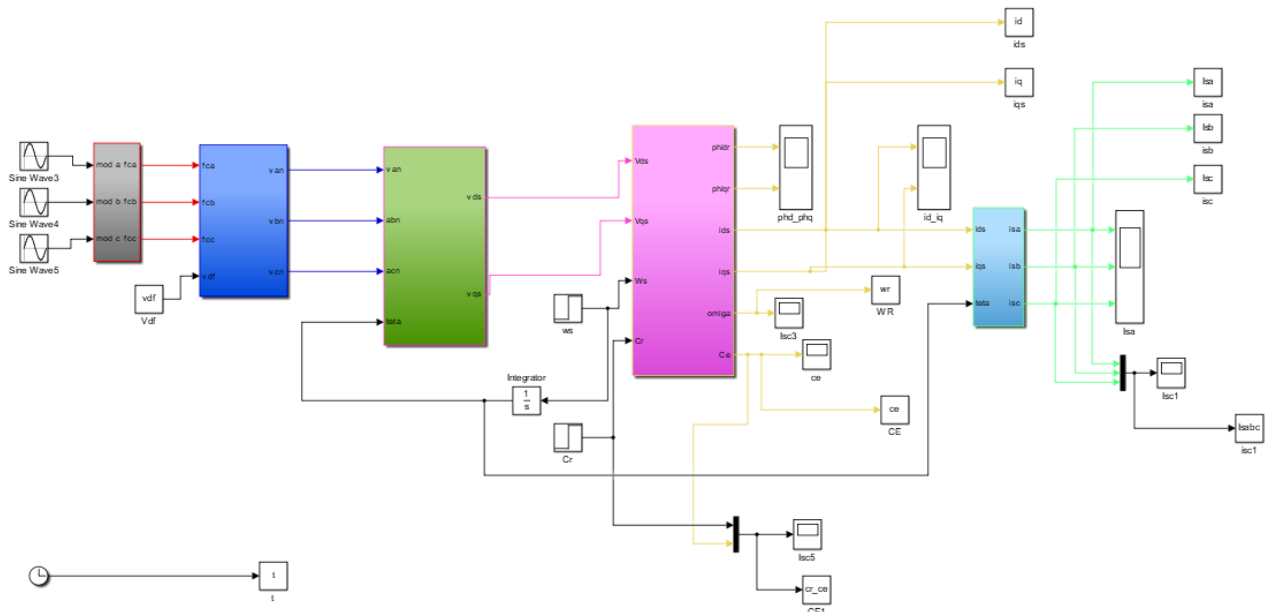 id
ids
iq
iqs
Isa
isa
Isb
isb
Isc
isc
Sine Wave3
Sine Wave4
Sine Wave5
mod a fca
mod b fcb
mod c fcc
fca
fcb
fcc
vdf
van
vbn
vcn
vdf
Vdf
van
abn
acn
teta
vds
vqs
Vds
Vqs
Ws
Cr
phidr
phiqr
ids
iqs
omiga
Ce
phd_phq
id_iq
ids
iqs
teta
isa
isb
isc
Isa
ws
wr
WR
Isc3
ce
ce
CE
Integrator
1
s
Cr
Isc1
Isabc
isc1
Isc5
cr_ce
CE1
t
t